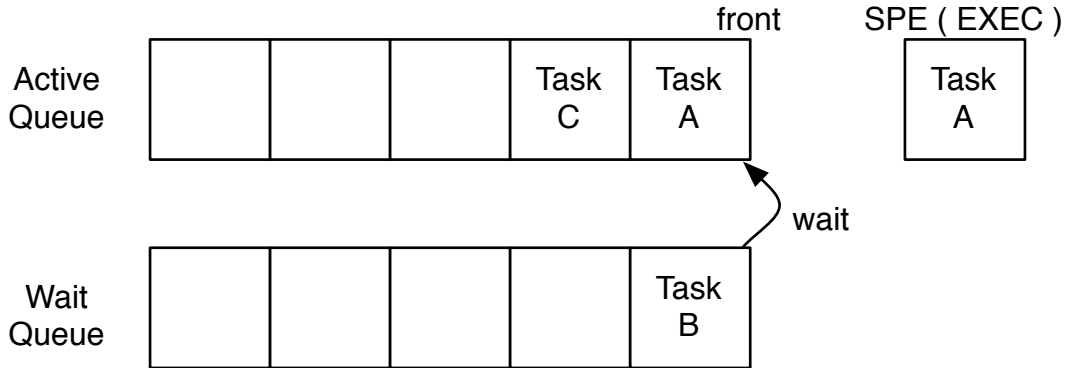 front
SPE ( EXEC )
Active
Queue
Task
C
Task
A
Task
A
wait
Wait
Queue
Task
B